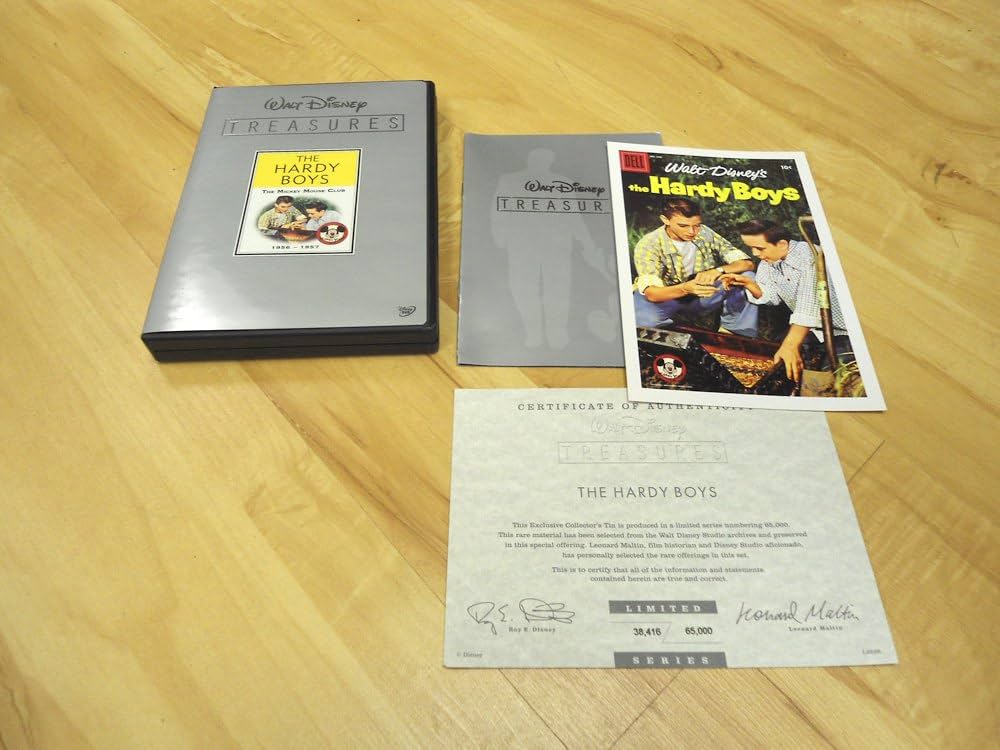 Walt Disney
TREASURES
THE
HARDY
BOYS
THE MICKEY MOUSE CLUB
1956 – 1957
Disney
DVD
Walt Disney
TREASUR
DELL
10¢
Walt Disney's
the Hardy Boys
CERTIFICATE OF AUTHENTICITY
Walt Disney
TREASURES
THE HARDY BOYS
This Exclusive Collector's Tin is produced in a limited series numbering 65,000.
This rare material has been selected from the Walt Disney Studio archives and preserved
in this special offering. Leonard Maltin, film historian and Disney Studio aficionado,
has personally selected the rare offerings in this set.
This is to certify that all of the information and statements
contained herein are true and correct.
Roy E. Disney
LIMITED
38,416 / 65,000
SERIES
Leonard Maltin
Leonard Maltin
© Disney